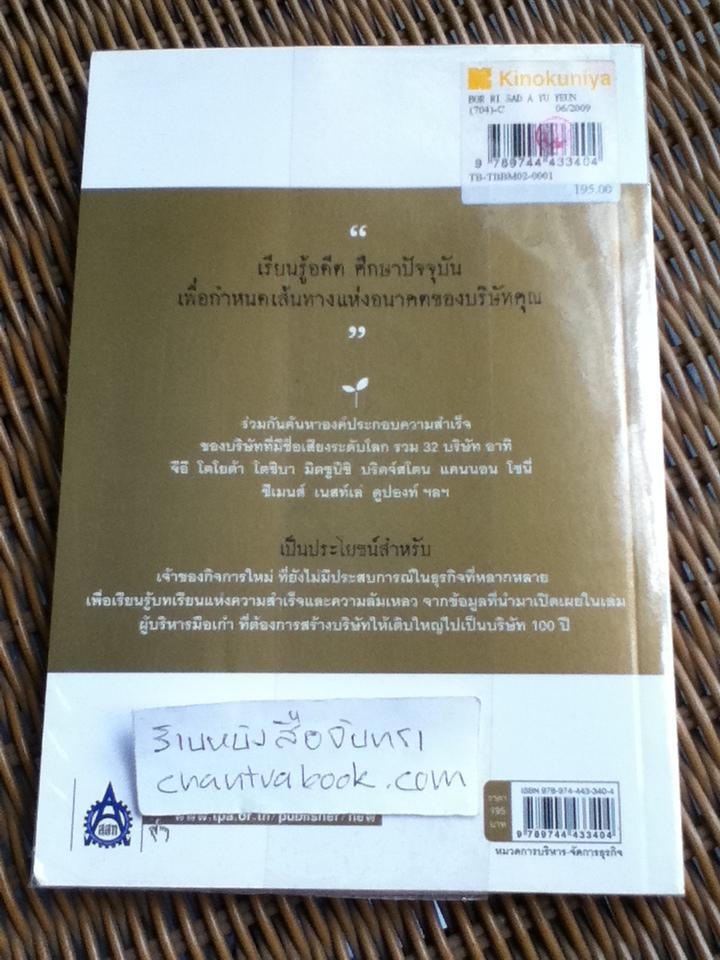 Kinokuniya
BOR RI SAD A YU YEUN
(704)-C 06/2009
9 789744 433404
TB-TBBM02-0001
195.00
“
เรียนรู้อดีต ศึกษาปัจจุบัน
เพื่อกำหนดเส้นทางแห่งอนาคตของบริษัทคุณ
”
ร่วมกันค้นหาองค์ประกอบความสำเร็จ
ของบริษัทที่มีชื่อเสียงระดับโลก รวม 32 บริษัท อาทิ
จีอี โตโยต้า โตชิบา มิตซูบิชิ บริดจ์สโตน แคนนอน โซนี่
ซีเมนส์ เนสท์เล่ ดูปองท์ ฯลฯ
เป็นประโยชน์สำหรับ
เจ้าของกิจการใหม่ ที่ยังไม่มีประสบการณ์ในธุรกิจที่หลากหลาย
เพื่อเรียนรู้บทเรียนแห่งความสำเร็จและความล้มเหลว จากข้อมูลที่นำมาเปิดเผยในเล่ม
ผู้บริหารมือเก๋า ที่ต้องการสร้างบริษัทให้เติบใหญ่ไปเป็นบริษัท 100 ปี
ร้านหนังสือจันทรา
chantrabook.com
สสท
www.tpa.or.th/publisher/new
ราคา
195
บาท
ISBN 978-974-443-340-4
9 789744 433404
หมวดการบริหาร-จัดการธุรกิจ